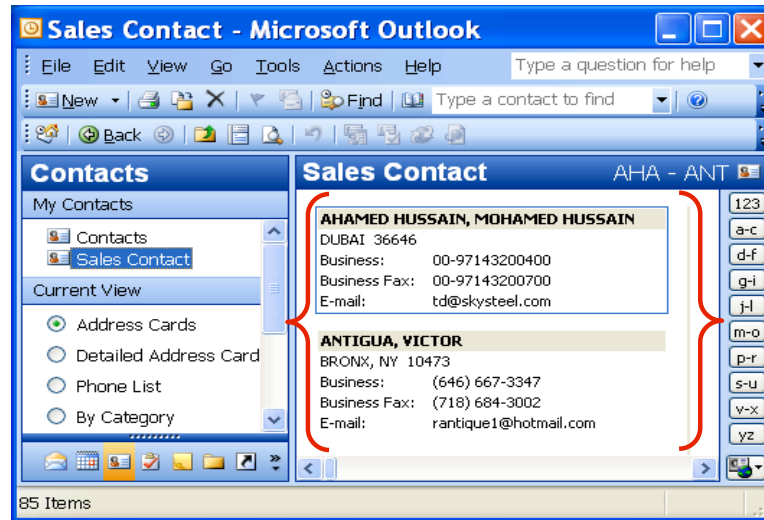 Sales Contact - Microsoft Outlook
File Edit View Go Tools Actions Help Type a question for help
New Find Type a contact to find
Back
Contacts
Sales Contact AHA - ANT
My Contacts
Contacts
Sales Contact
Current View
Address Cards
Detailed Address Card
Phone List
By Category
AHAMED HUSSAIN, MOHAMED HUSSAIN
DUBAI 36646
Business: 00-97143200400
Business Fax: 00-97143200700
E-mail: td@skysteel.com
ANTIGUA, VICTOR
BRONX, NY 10473
Business: (646) 667-3347
Business Fax: (718) 684-3002
E-mail: rantique1@hotmail.com
123
a-c
d-f
g-i
j-l
m-o
p-r
s-u
v-x
yz
85 Items